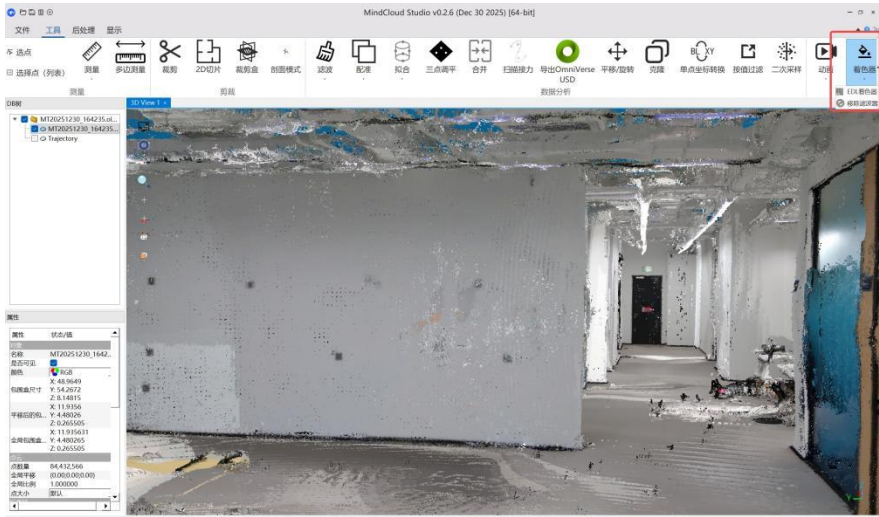 MindCloud Studio v0.2.6 (Dec 30 2025) [64-bit]
文件 工具 后处理 显示
选点
选择点（列表）
测量 多边测量 裁剪 2D切片 裁剪盒 剖面模式 滤波 配准 拟合 三点调平 合并 扫描接力 导出OmniVerse USD 平移/旋转 克隆 单点坐标转换 按值过滤 二次采样 动画 着色器
测量 剪裁 数据分析
EDL着色器
移除滤波器
DB树
3D View 1
MT20251230_164235.ol...
MT20251230_164235...
Trajectory
属性
属性 状态/值
名称 MT20251230_1642...
是否可见
颜色 RGB
包围盒尺寸 X: 48.9649
Y: 54.2672
Z: 8.14815
平移后的包... X: 11.9356
Y: 4.48026
Z: 0.265505
全局包围盒... X: 11.935631
Y: 4.480265
Z: 0.265505
点云
点数量 84,432,566
全局平移 (0.00;0.00;0.00)
全局比例 1.000000
点大小 默认